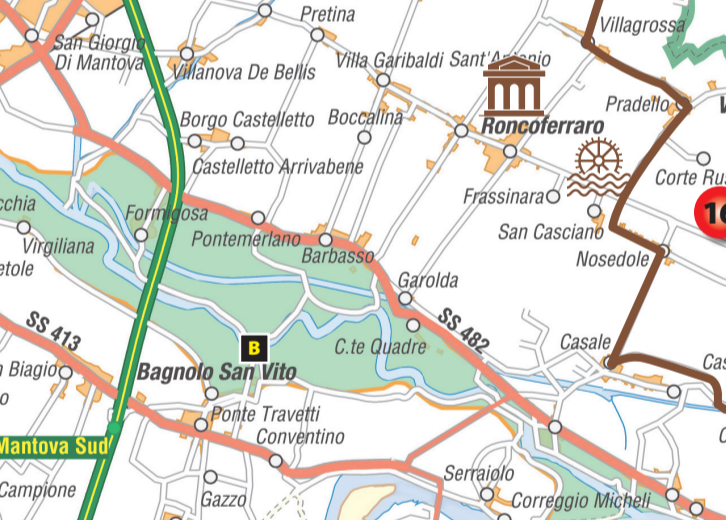 Pretina
Villagrossa
San Giorgio
Di Mantova
Villanova De Bellis
Villa Garibaldi
Sant'Antonio
Pradello
Borgo Castelletto
Boccalina
Roncoferraro
Castelletto Arrivabene
Corte Rus
Frassinara
Formigosa
Virgiliana
Pontemerlano
Barbasso
San Casciano
Nosedole
Garolda
SS 413
SS 482
C.te Quadre
Casale
B
Bagnolo San Vito
Biagio
Ponte Travetti
Conventino
Mantova Sud
Campione
Gazzo
Serraiolo
Correggio Micheli